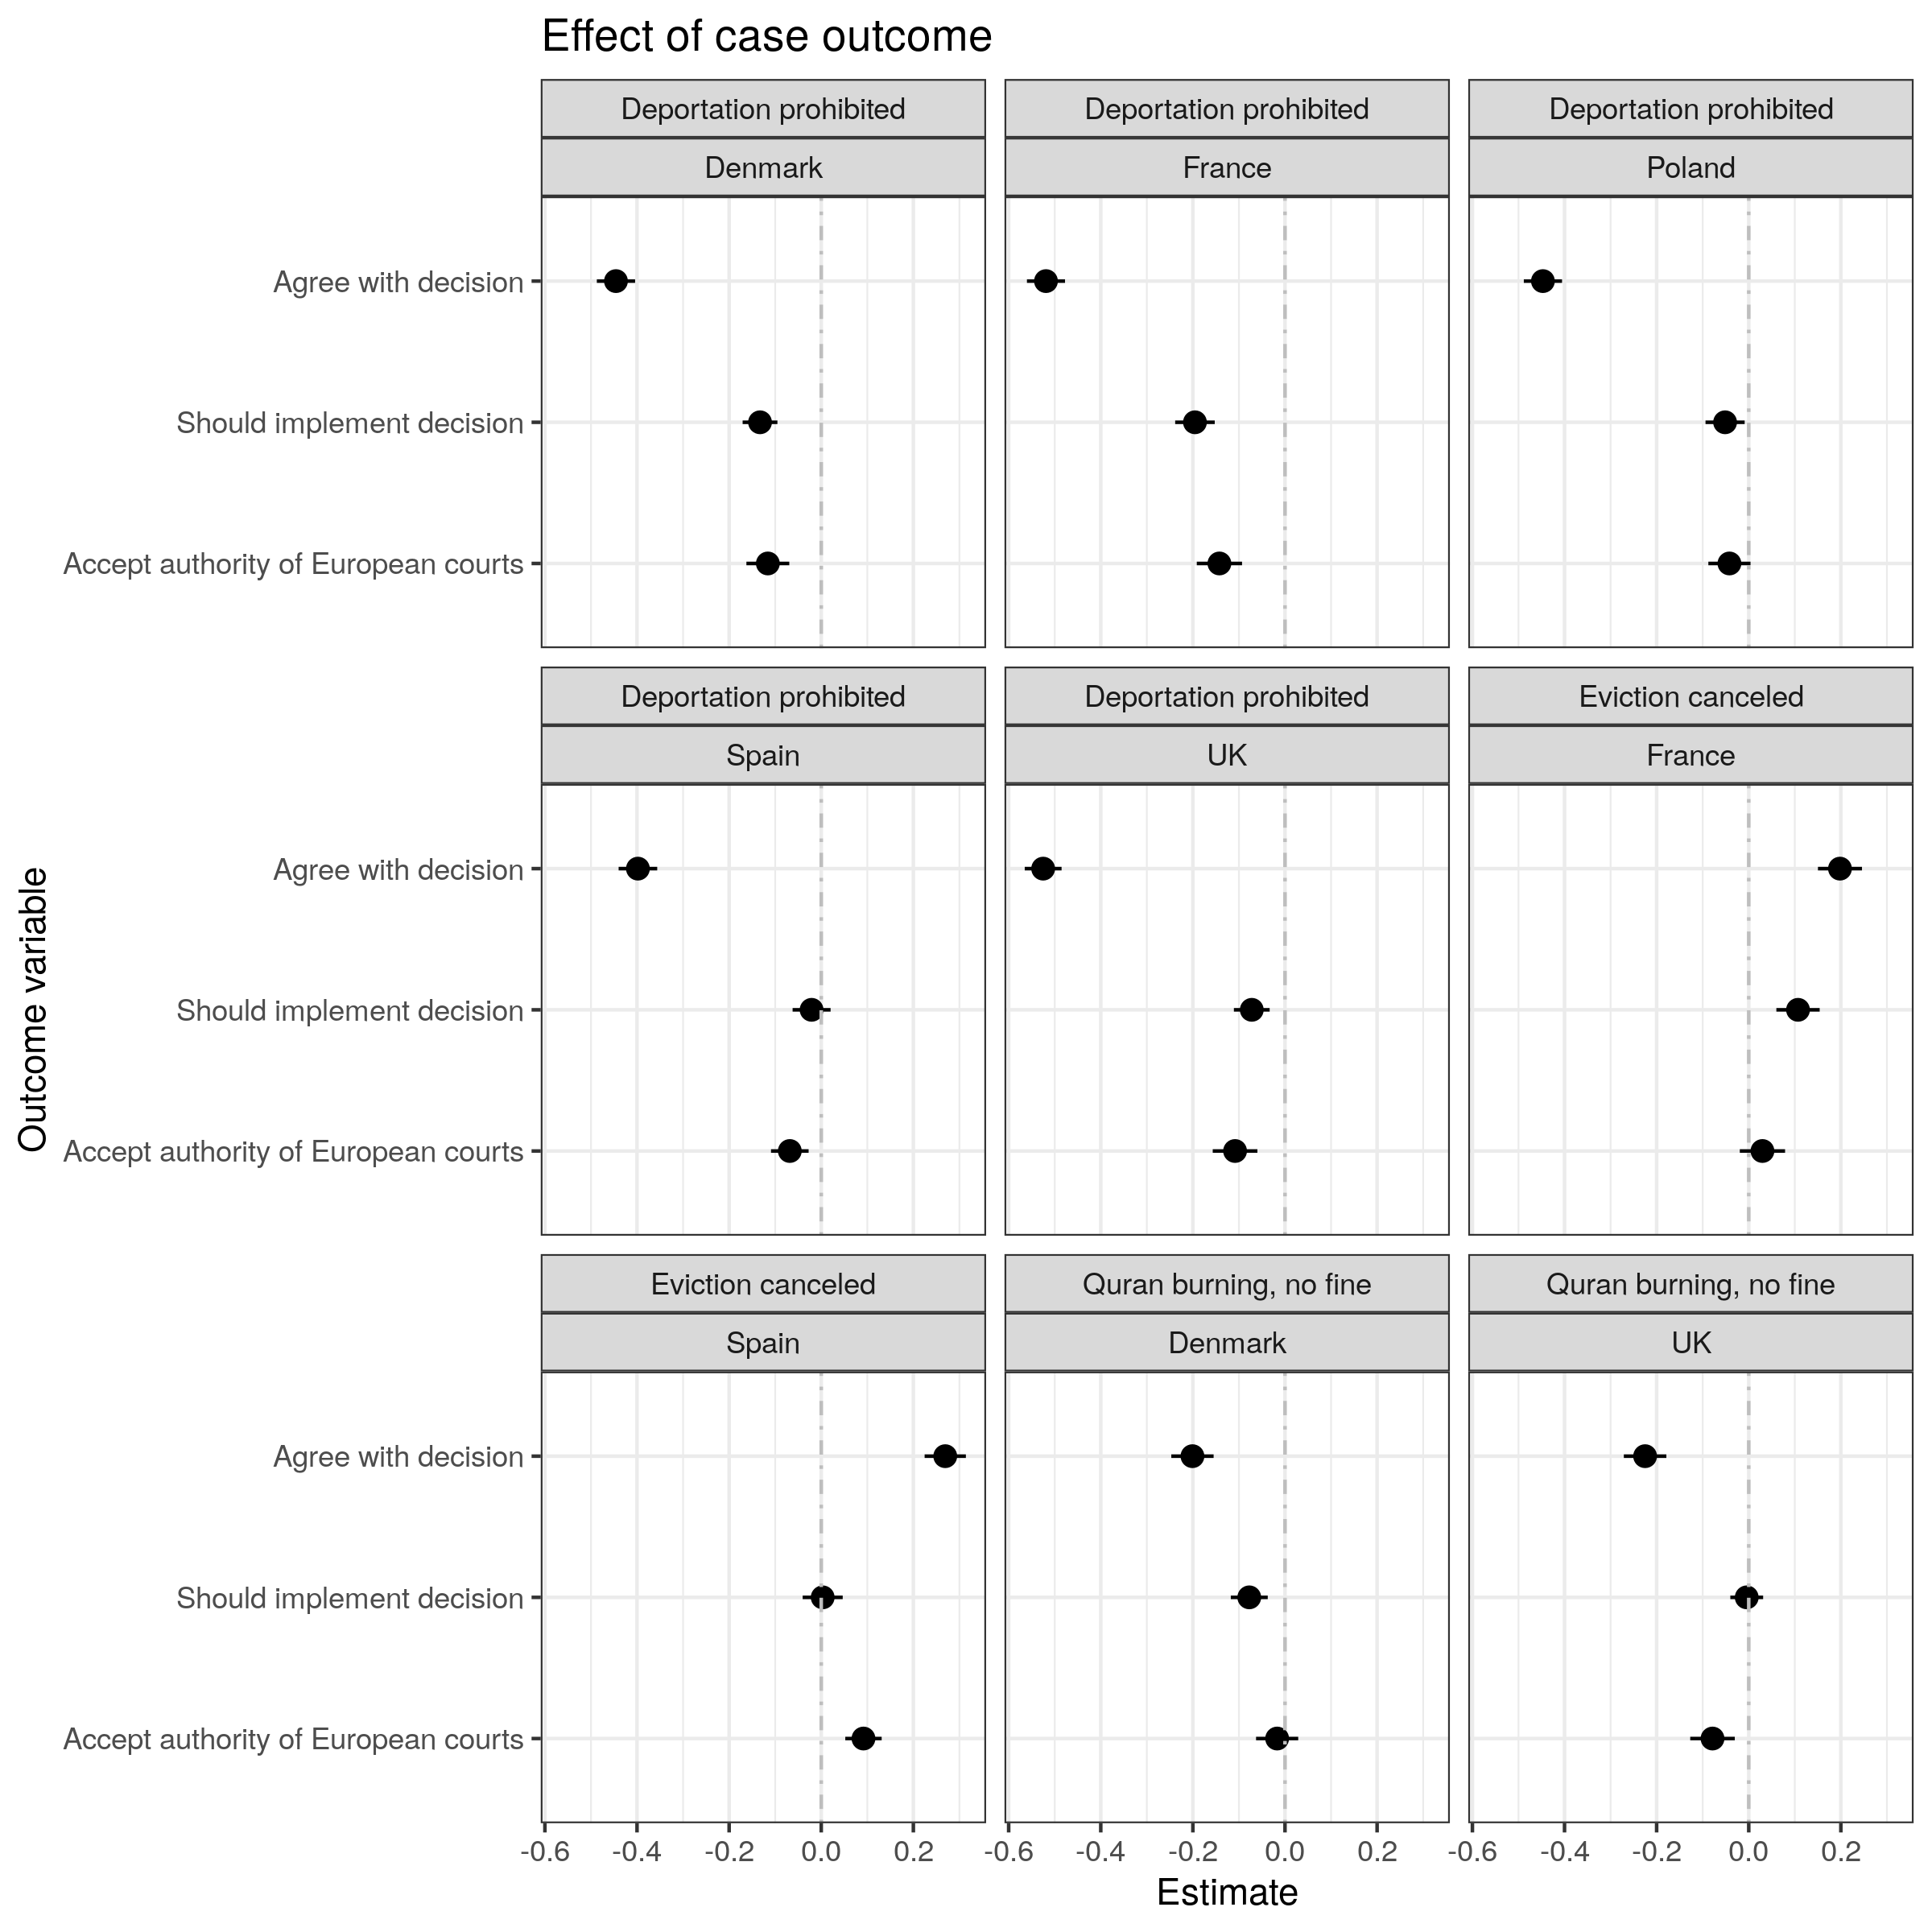 Effect of case outcome
Deportation prohibited
Deportation prohibited
Deportation prohibited
Denmark
France
Poland
Agree with decision
Should implement decision
Accept authority of European courts
Deportation prohibited
Deportation prohibited
Eviction canceled
Spain
UK
France
Agree with decision
Should implement decision
Accept authority of European courts
Outcome variable
Eviction canceled
Quran burning, no fine
Quran burning, no fine
Spain
Denmark
UK
Agree with decision
Should implement decision
Accept authority of European courts
-0.6 -0.4 -0.2 0.0 0.2
-0.6 -0.4 -0.2 0.0 0.2
-0.6 -0.4 -0.2 0.0 0.2
Estimate